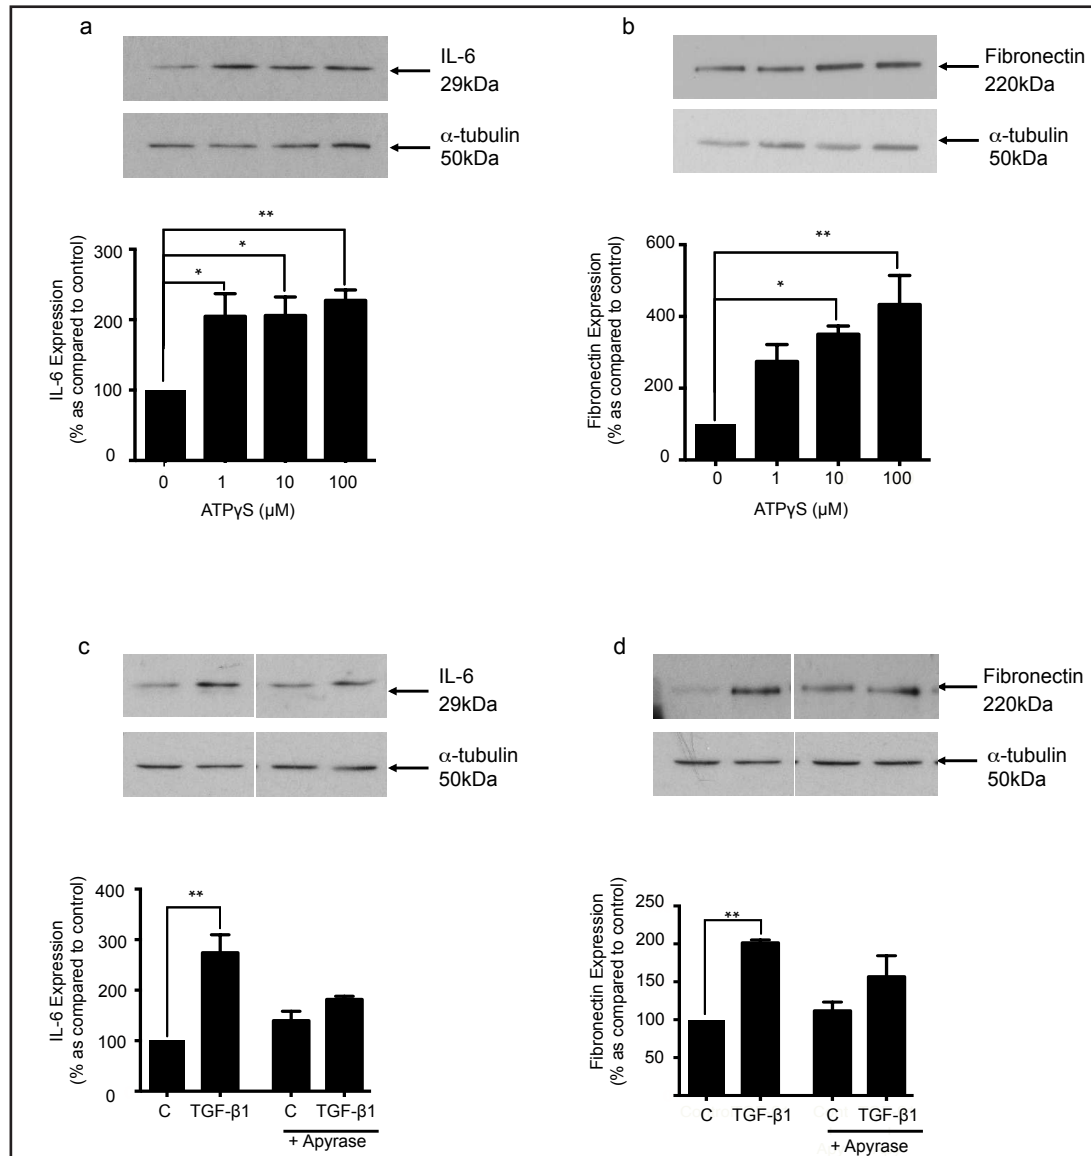 a
IL-6
29kDa
α-tubulin
50kDa
**
*
*
300
200
100
0
IL-6 Expression
(% as compared to control)
0 1 10 100
ATPγS (µM)
b
Fibronectin
220kDa
α-tubulin
50kDa
**
*
600
400
200
0
Fibronectin Expression
(% as compared to control)
0 1 10 100
ATPγS (µM)
c
IL-6
29kDa
α-tubulin
50kDa
**
400
300
200
100
0
IL-6 Expression
(% as compared to control)
C TGF-β1 C TGF-β1
+ Apyrase
d
Fibronectin
220kDa
α-tubulin
50kDa
**
250
200
150
100
50
Fibronectin Expression
(% as compared to control)
C TGF-β1 C TGF-β1
+ Apyrase